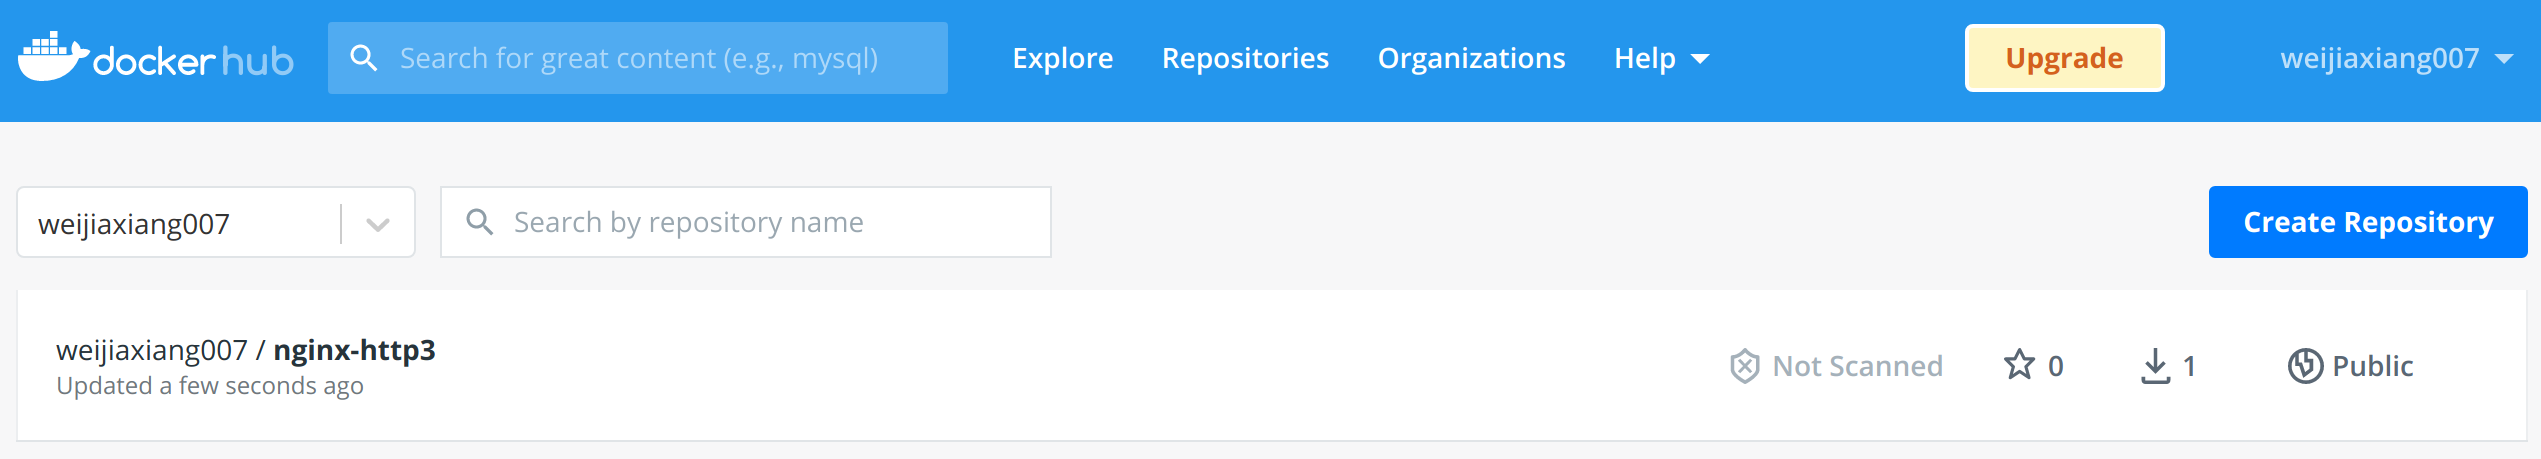 docker hub
Search for great content (e.g., mysql)
Explore
Repositories
Organizations
Help
Upgrade
weijiaxiang007
weijiaxiang007
Search by repository name
Create Repository
weijiaxiang007 / nginx-http3
Updated a few seconds ago
Not Scanned
0
1
Public